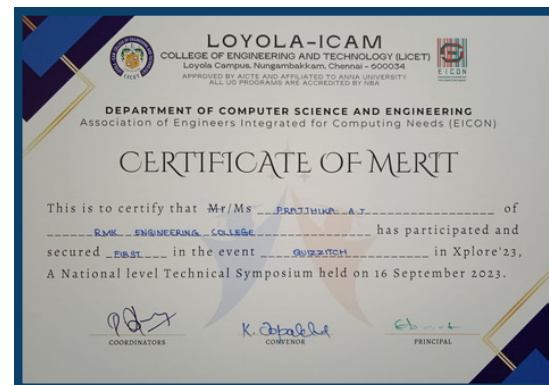 LOYOLA-ICAM
COLLEGE OF ENGINEERING AND TECHNOLOGY (LICET)
Loyola Campus, Nungambakkam, Chennai - 600034
APPROVED BY AICTE AND AFFILIATED TO ANNA UNIVERSITY
ALL UG PROGRAMS ARE ACCREDITED BY NBA
LICET
EICON
DEPARTMENT OF COMPUTER SCIENCE AND ENGINEERING
Association of Engineers Integrated for Computing Needs (EICON)
CERTIFICATE OF MERIT
This is to certify that Mr/Ms PRATTHIKA A.J of
RMK ENGINEERING COLLEGE has participated and
secured FIRST in the event QUIZZITCH in Xplore'23,
A National level Technical Symposium held on 16 September 2023.
COORDINATORS
CONVENOR
PRINCIPAL